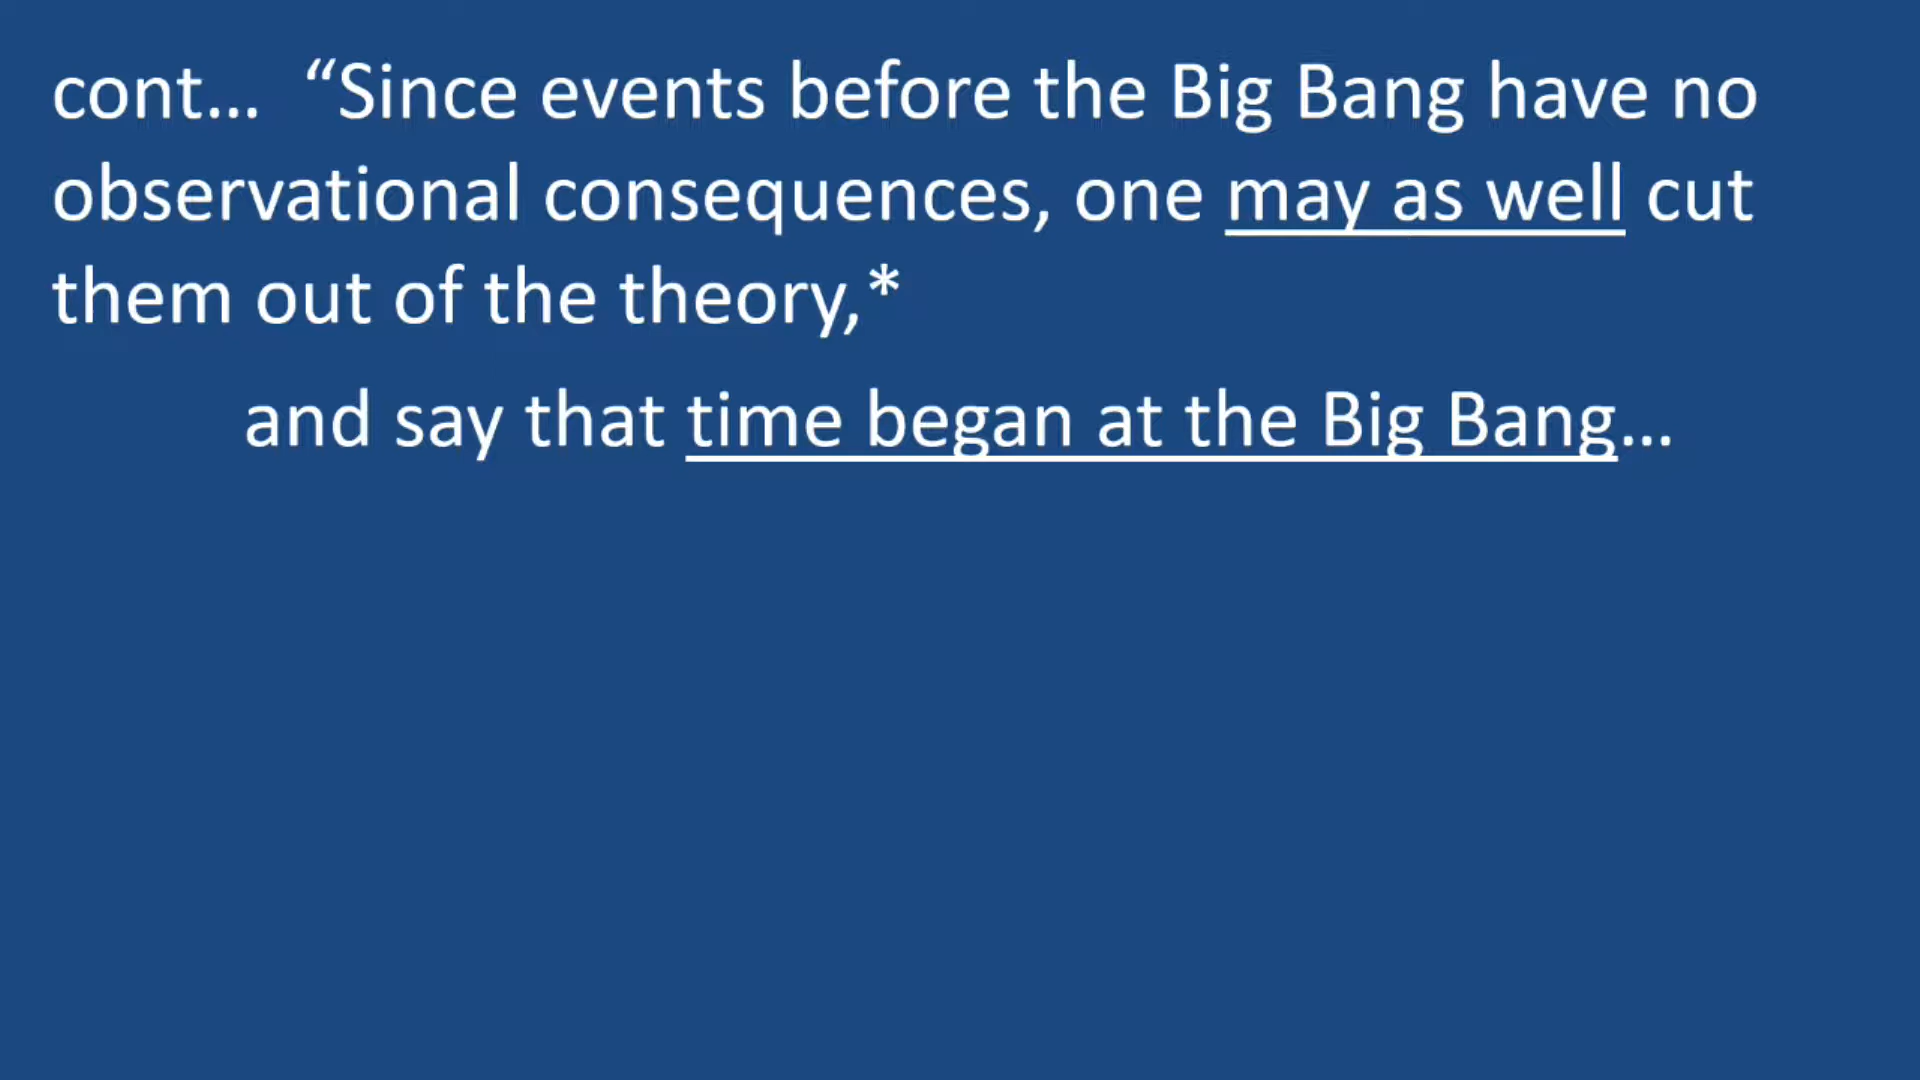 cont... “Since events before the Big Bang have no
observational consequences, one may as well cut
them out of the theory,*
and say that time began at the Big Bang...